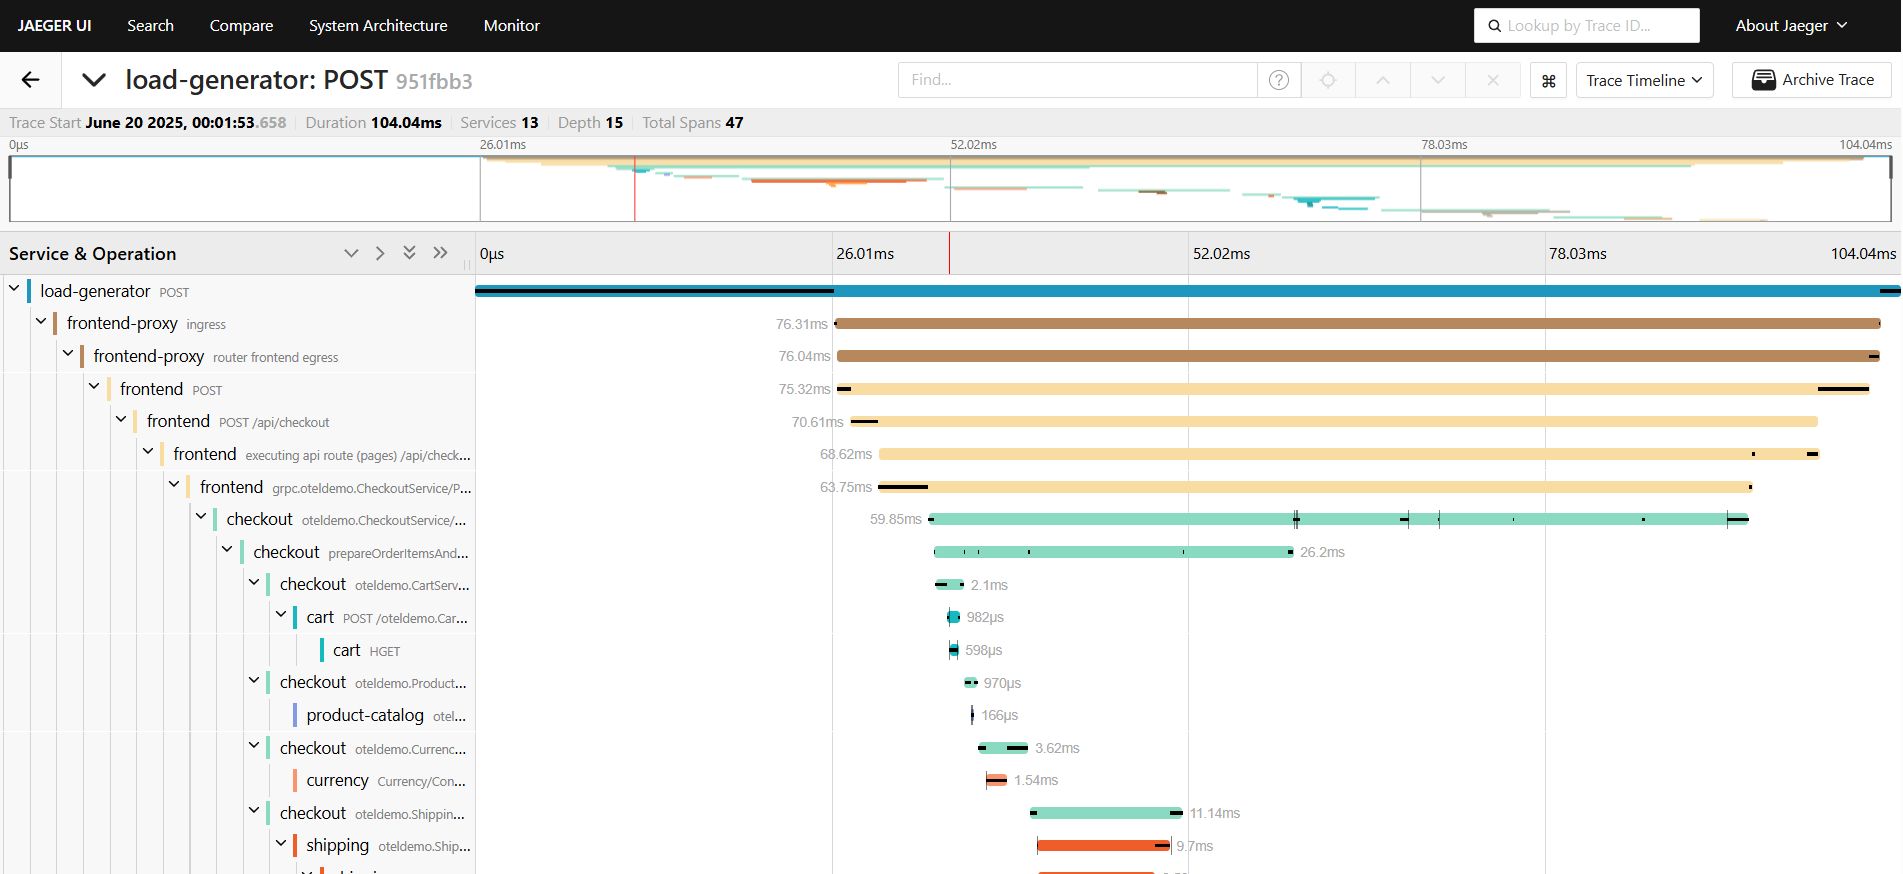 JAEGER UI Search Compare System Architecture Monitor Lookup by Trace ID... About Jaeger
load-generator: POST 951fbb3 Find... ? ⌘ Trace Timeline Archive Trace
Trace Start June 20 2025, 00:01:53.658 Duration 104.04ms Services 13 Depth 15 Total Spans 47
0µs 26.01ms 52.02ms 78.03ms 104.04ms
Service & Operation 0µs 26.01ms 52.02ms 78.03ms 104.04ms
load-generator POST
frontend-proxy ingress 76.31ms
frontend-proxy router frontend egress 76.04ms
frontend POST 75.32ms
frontend POST /api/checkout 70.61ms
frontend executing api route (pages) /api/check... 68.62ms
frontend grpc.oteldemo.CheckoutService/P... 63.75ms
checkout oteldemo.CheckoutService/... 59.85ms
checkout prepareOrderItemsAnd... 26.2ms
checkout oteldemo.CartServ... 2.1ms
cart POST /oteldemo.Car... 982µs
cart HGET 598µs
checkout oteldemo.Product... 970µs
product-catalog otel... 166µs
checkout oteldemo.Currenc... 3.62ms
currency Currency/Con... 1.54ms
checkout oteldemo.Shippin... 11.14ms
shipping oteldemo.Ship... 9.7ms